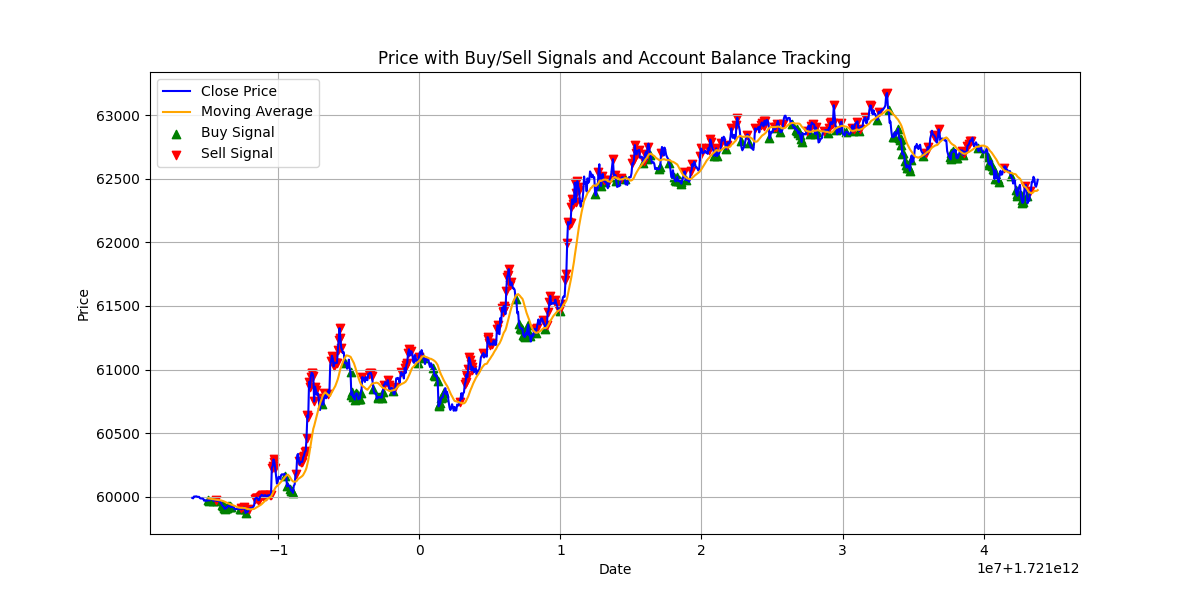 Price with Buy/Sell Signals and Account Balance Tracking
Close Price
Moving Average
Buy Signal
Sell Signal
63000
62500
62000
61500
61000
60500
60000
Price
−1 0 1 2 3 4
Date
1e7+1.721e12